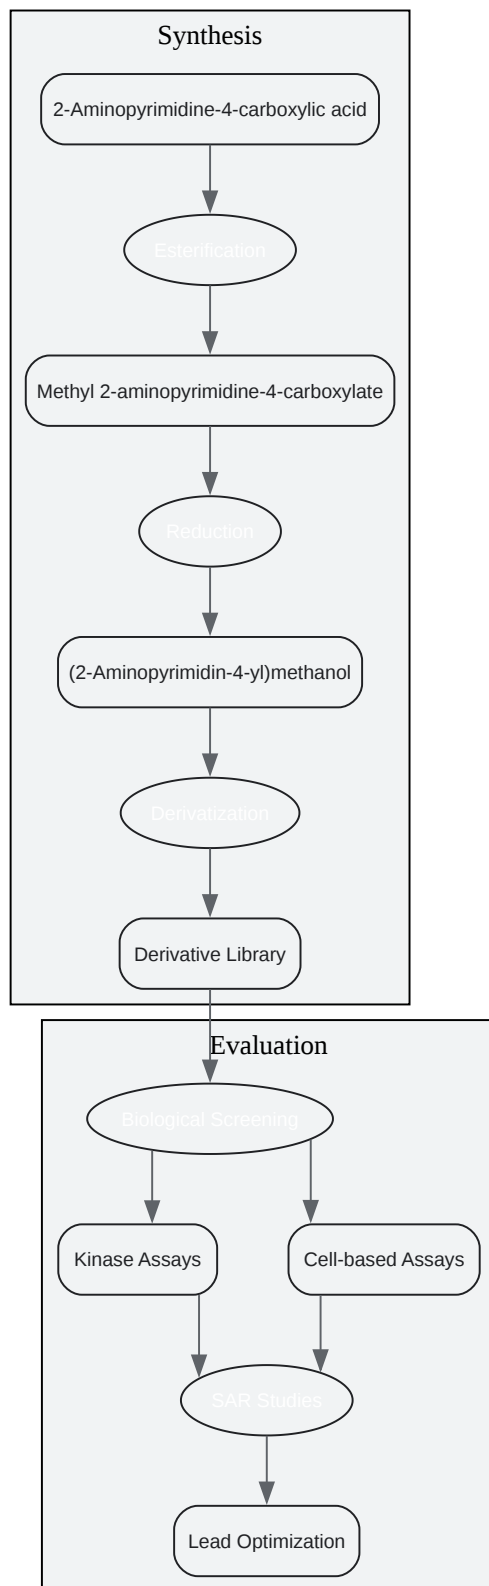 Synthesis
2-Aminopyrimidine-4-carboxylic acid
Esterification
Methyl 2-aminopyrimidine-4-carboxylate
Reduction
(2-Aminopyrimidin-4-yl)methanol
Derivatization
Derivative Library
Evaluation
Biological Screening
Kinase Assays
Cell-based Assays
SAR Studies
Lead Optimization